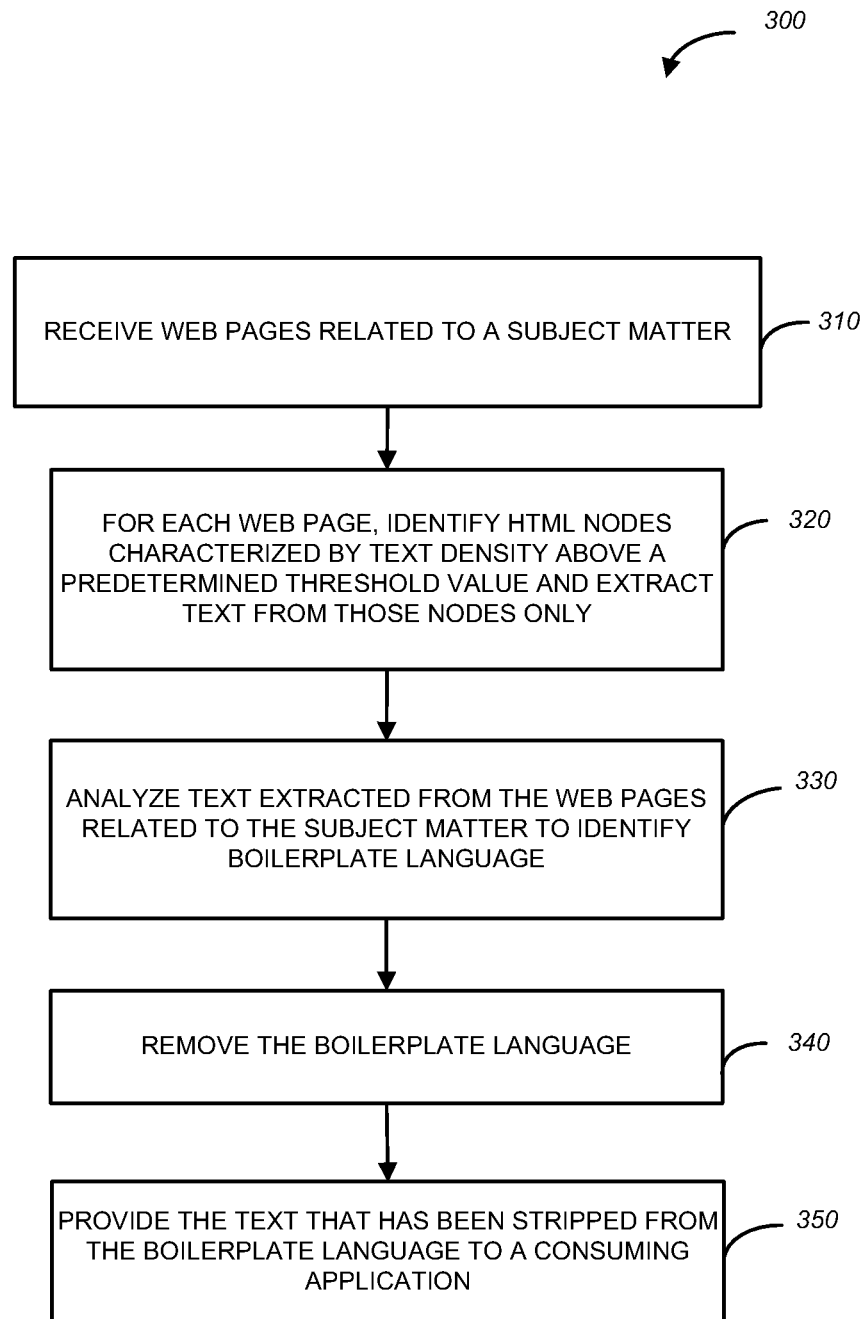 300
RECEIVE WEB PAGES RELATED TO A SUBJECT MATTER
310
FOR EACH WEB PAGE, IDENTIFY HTML NODES
CHARACTERIZED BY TEXT DENSITY ABOVE A
PREDETERMINED THRESHOLD VALUE AND EXTRACT
TEXT FROM THOSE NODES ONLY
320
ANALYZE TEXT EXTRACTED FROM THE WEB PAGES
RELATED TO THE SUBJECT MATTER TO IDENTIFY
BOILERPLATE LANGUAGE
330
REMOVE THE BOILERPLATE LANGUAGE
340
PROVIDE THE TEXT THAT HAS BEEN STRIPPED FROM
THE BOILERPLATE LANGUAGE TO A CONSUMING
APPLICATION
350